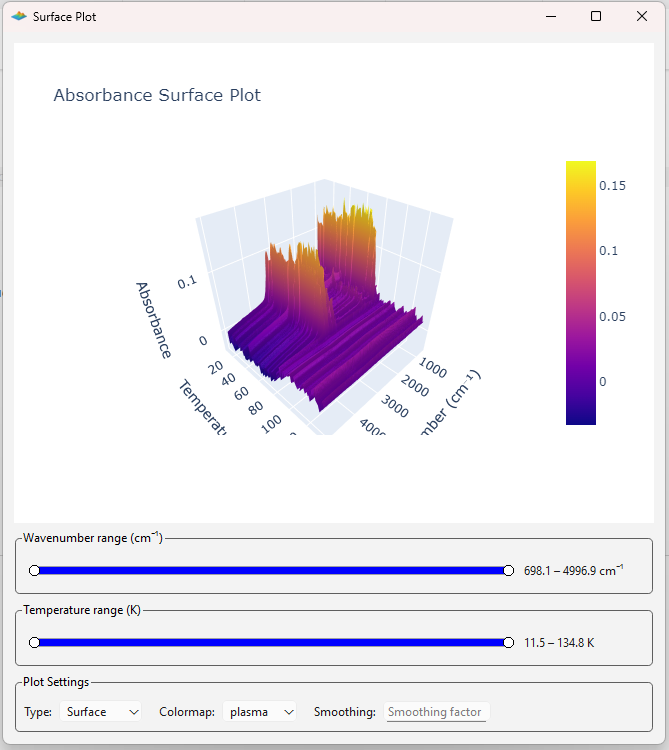 Surface Plot
Absorbance Surface Plot
0.15
0.1
0.05
0
Absorbance
0.1
0
Temperatu
20
40
60
80
100
1000
2000
3000
4000
mber (cm⁻¹)
Wavenumber range (cm⁻¹)
698.1 – 4996.9 cm⁻¹
Temperature range (K)
11.5 – 134.8 K
Plot Settings
Type: Surface Colormap: plasma Smoothing: Smoothing factor